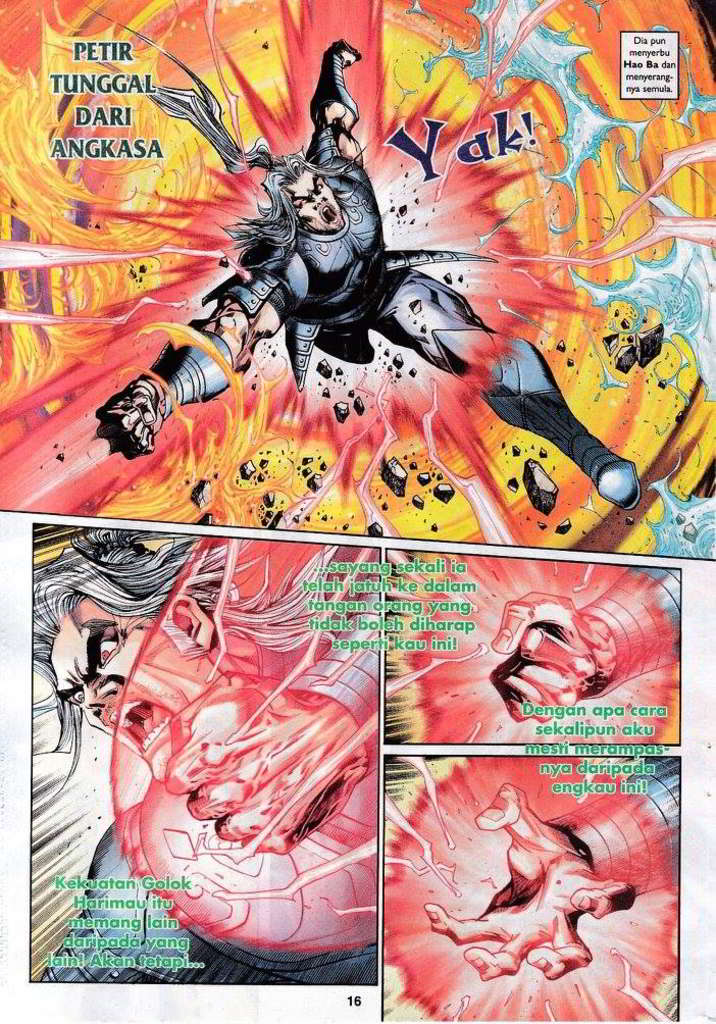 PETIR
TUNGGAL
DARI
ANGKASA
Dia pun
menyerbu
Hao Ba dan
menyerang-
nya semula.
Yak!
Kekuatan Golok
Harimau itu
memang lain
daripada yang
lain! Akan tetapi...
...sayang sekali ia
telah jatuh ke dalam
tangan orang yang
tidak boleh diharap
seperti kau ini!
Dengan apa cara
sekalipun aku
mesti merampas-
nya daripada
engkau ini!
16